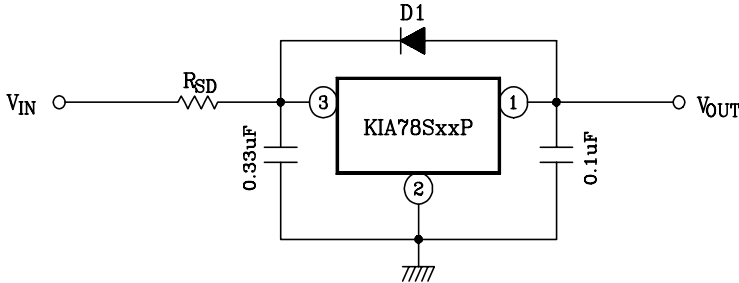 D1
RSD
VIN
3
1
KIA78SxxP
VOUT
0.33uF
0.1uF
2